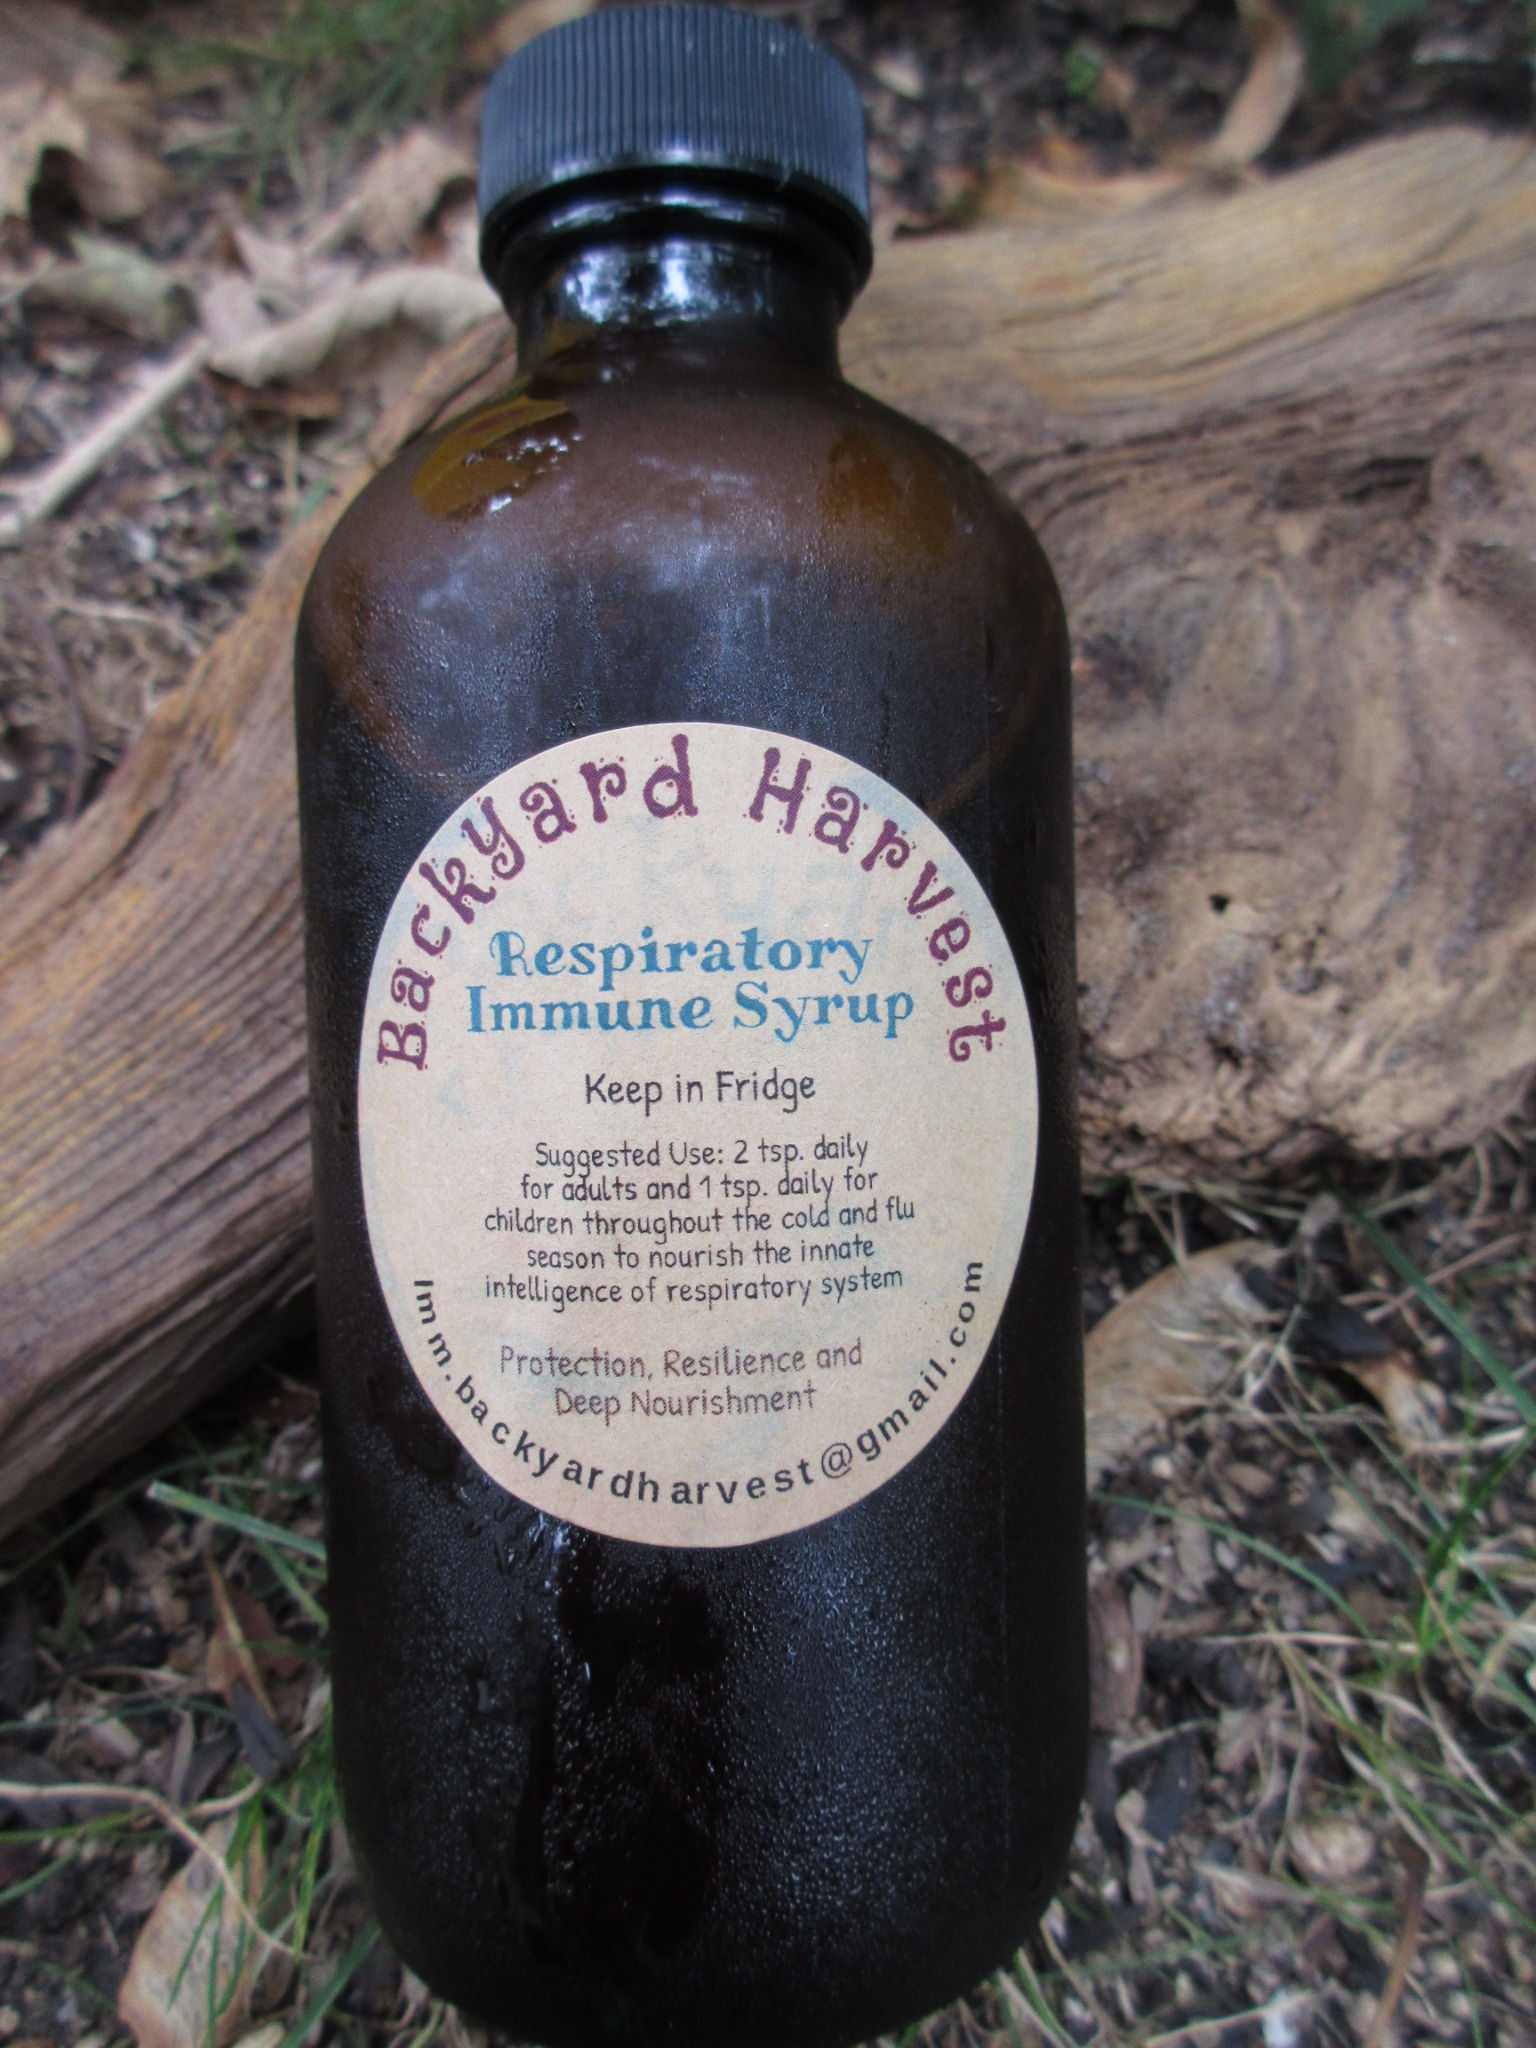 Backyard Harvest
Respiratory
Immune Syrup
Keep in Fridge
Suggested Use: 2 tsp. daily
for adults and 1 tsp. daily for
children throughout the cold and flu
season to nourish the innate
intelligence of respiratory system
Protection, Resilience and
Deep Nourishment
lmm.backyardharvest@gmail.com